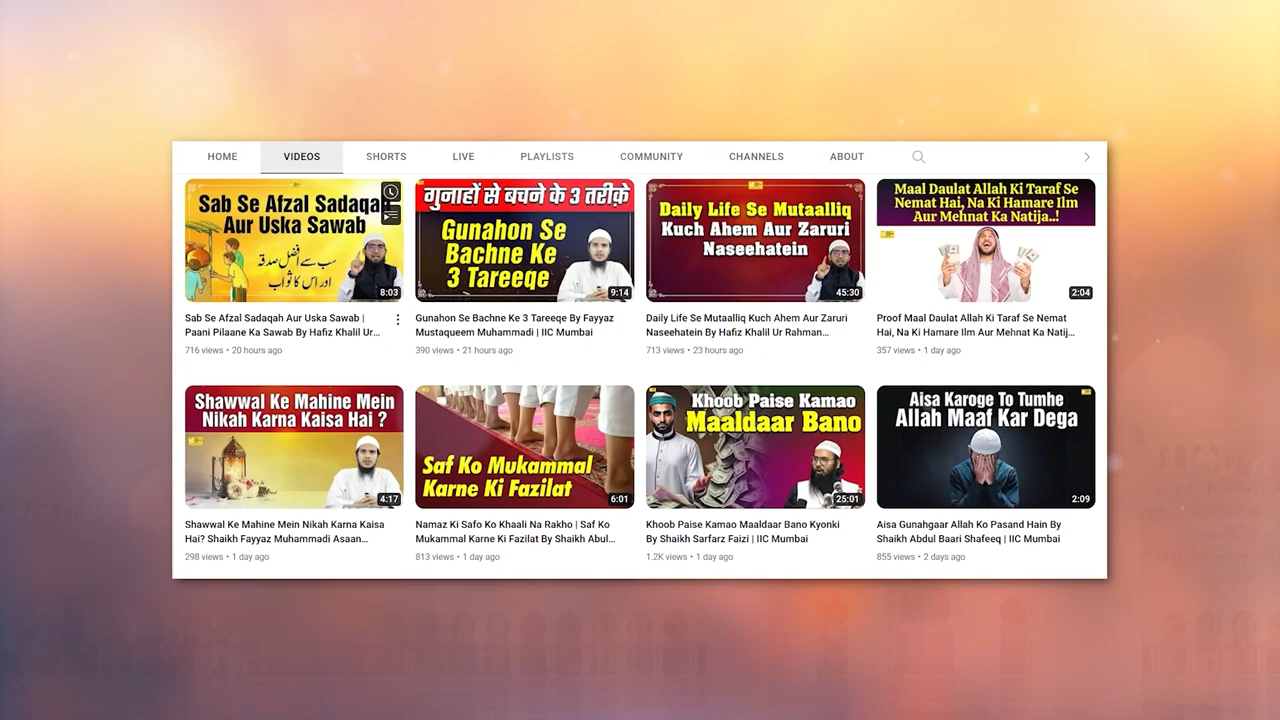 HOME VIDEOS SHORTS LIVE PLAYLISTS COMMUNITY CHANNELS ABOUT
Sab Se Afzal Sadaqah
Aur Uska Sawab
سب سے افضل صدقہ
اور اس کا ثواب
8:03
Sab Se Afzal Sadaqah Aur Uska Sawab |
Paani Pilaane Ka Sawab By Hafiz Khalil Ur...
716 views • 20 hours ago
गुनाहों से बचने के 3 तरीक़े
Gunahon Se
Bachne Ke
3 Tareeqe
9:14
Gunahon Se Bachne Ke 3 Tareeqe By Fayyaz
Mustaqueem Muhammadi | IIC Mumbai
390 views • 21 hours ago
Daily Life Se Mutaalliq
Kuch Ahem Aur Zaruri
Naseehatein
45:30
Daily Life Se Mutaalliq Kuch Ahem Aur Zaruri
Naseehatein By Hafiz Khalil Ur Rahman...
713 views • 23 hours ago
Maal Daulat Allah Ki Taraf Se
Nemat Hai, Na Ki Hamare Ilm
Aur Mehnat Ka Natija..!
2:04
Proof Maal Daulat Allah Ki Taraf Se Nemat
Hai, Na Ki Hamare Ilm Aur Mehnat Ka Natij...
357 views • 1 day ago
Shawwal Ke Mahine Mein
Nikah Karna Kaisa Hai ?
4:17
Shawwal Ke Mahine Mein Nikah Karna Kaisa
Hai? Shaikh Fayyaz Muhammadi Asaan...
298 views • 1 day ago
Saf Ko Mukammal
Karne Ki Fazilat
6:01
Namaz Ki Safo Ko Khaali Na Rakho | Saf Ko
Mukammal Karne Ki Fazilat By Shaikh Abul...
813 views • 1 day ago
Khoob Paise Kamao
Maaldaar Bano
25:01
Khoob Paise Kamao Maaldaar Bano Kyonki
By Shaikh Sarfarz Faizi | IIC Mumbai
1.2K views • 1 day ago
Aisa Karoge To Tumhe
Allah Maaf Kar Dega
2:09
Aisa Gunahgaar Allah Ko Pasand Hain By
Shaikh Abdul Baari Shafeeq | IIC Mumbai
855 views • 2 days ago